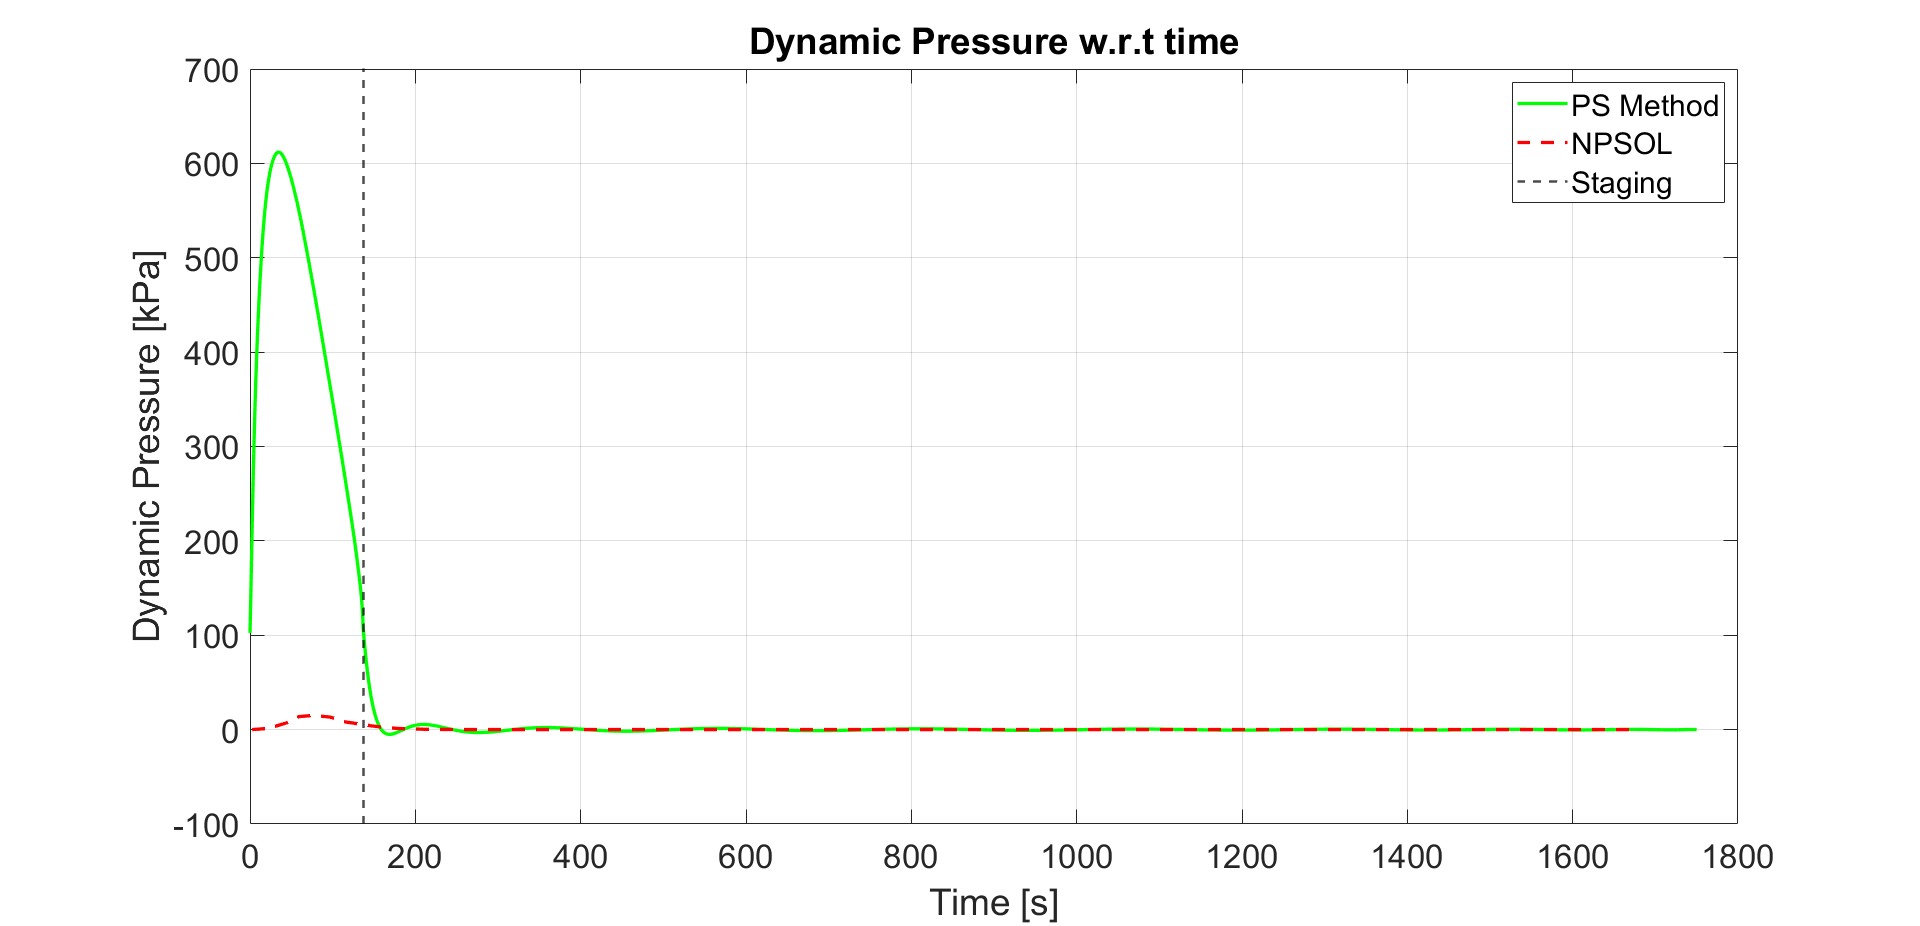 Dynamic Pressure w.r.t time
700
600
500
400
300
200
100
0
-100
Dynamic Pressure [kPa]
PS Method
NPSOL
Staging
0 200 400 600 800 1000 1200 1400 1600 1800
Time [s]